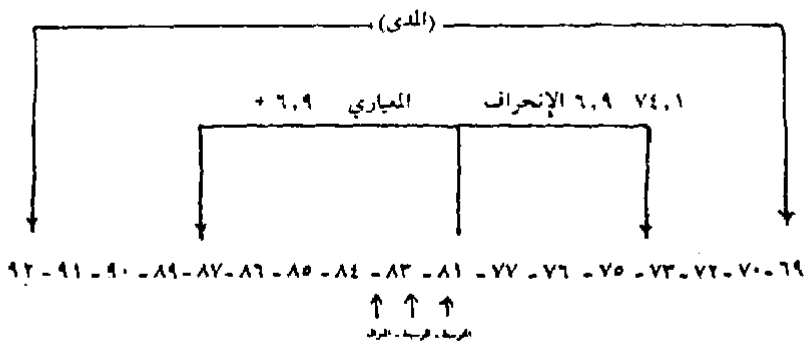 (المدى)
٧٤,١ ٦,٩ الإنحراف المعياري ٦,٩ +
٦٩ - ٧٠ - ٧٢ - ٧٣ - ٧٥ - ٧٦ - ٧٧ - ٨١ - ٨٣ - ٨٤ - ٨٥ - ٨٦ - ٨٧ - ٨٩ - ٩٠ - ٩١ - ٩٢